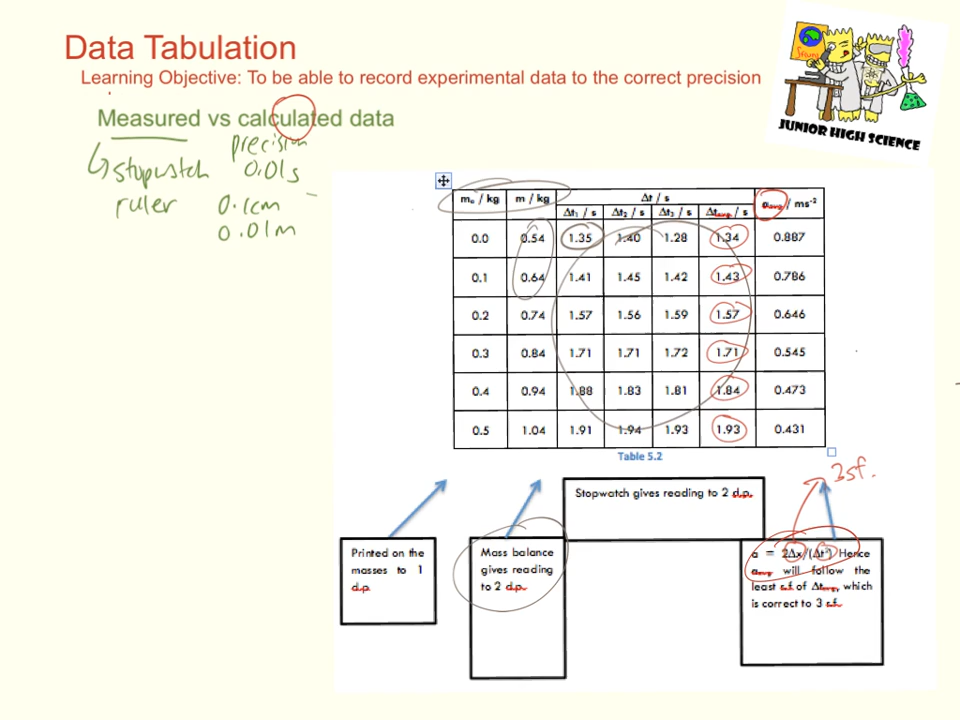 Data Tabulation
Learning Objective: To be able to record experimental data to the correct precision
Measured vs calculated data
precision
stopwatch 0.01s
ruler 0.1cm
0.01m
JUNIOR HIGH SCIENCE
mₒ / kg m / kg Δt / s aavg / ms⁻²
Δt₁ / s Δt₂ / s Δt₃ / s Δtavg / s
0.0 0.54 1.35 1.40 1.28 1.34 0.887
0.1 0.64 1.41 1.45 1.42 1.43 0.786
0.2 0.74 1.57 1.56 1.59 1.57 0.646
0.3 0.84 1.71 1.71 1.72 1.71 0.545
0.4 0.94 1.88 1.83 1.81 1.84 0.473
0.5 1.04 1.91 1.94 1.93 1.93 0.431
Table 5.2
3sf.
Stopwatch gives reading to 2 d.p.
Printed on the
masses to 1
d.p
Mass balance
gives reading
to 2 d.p.
a = 2Δx/(Δt²) Hence
aavg will follow the
least s.f of Δtavg, which
is correct to 3 s.f.